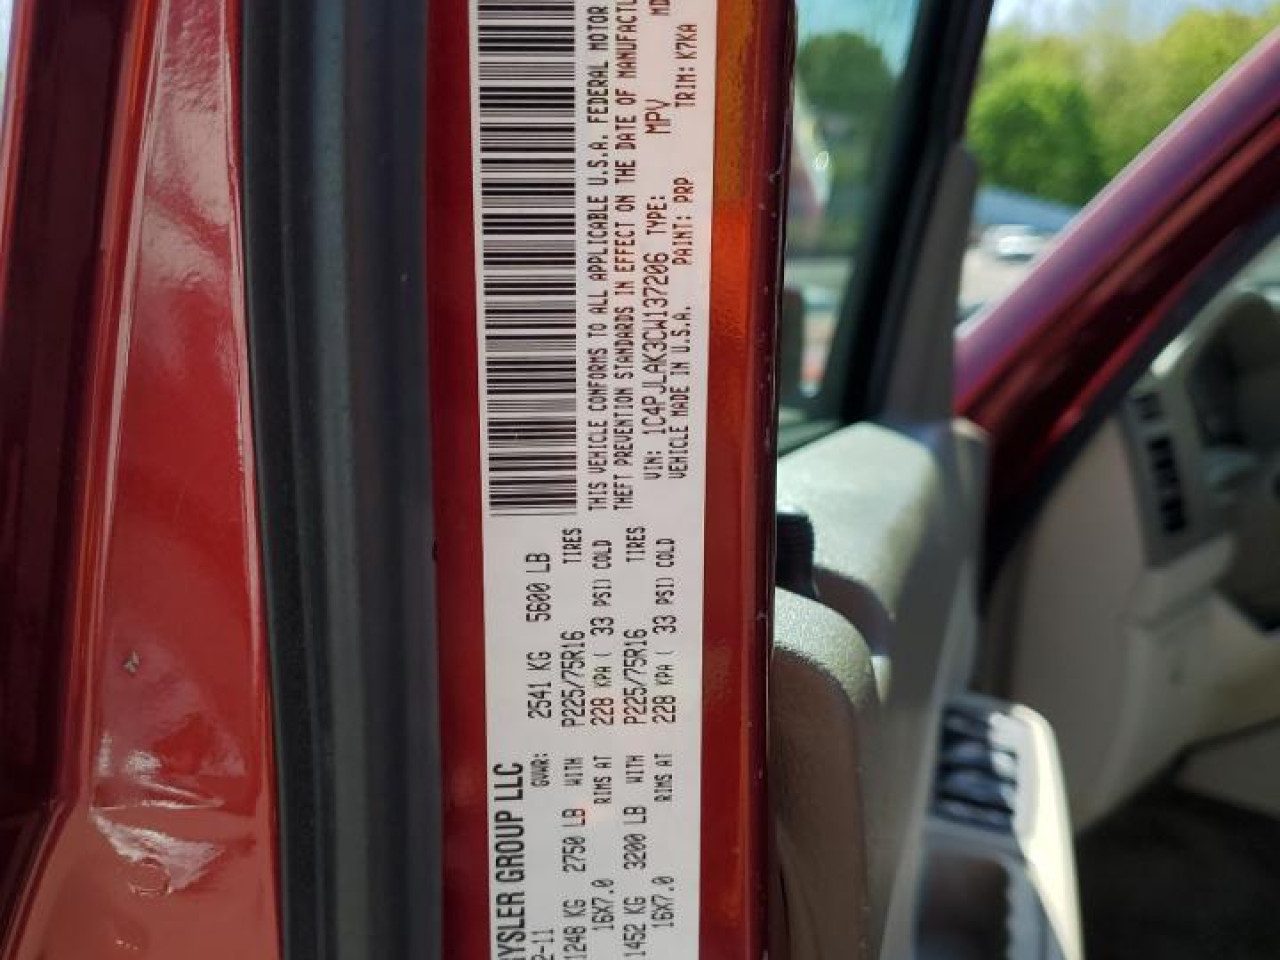 RYSLER GROUP LLC
2-11 GVWR: 2541 KG 5600 LB
1248 KG 2750 LB WITH P225/75R16 TIRES
16X7.0 RIMS AT 228 KPA ( 33 PSI) COLD
1452 KG 3200 LB WITH P225/75R16 TIRES
16X7.0 RIMS AT 228 KPA ( 33 PSI) COLD
THIS VEHICLE CONFORMS TO ALL APPLICABLE U.S.A. FEDERAL MOTOR
THEFT PREVENTION STANDARDS IN EFFECT ON THE DATE OF MANUFACTU
VIN: 1C4PJLAK3CW137206 TYPE: MPV MD
VEHICLE MADE IN U.S.A. PAINT: PRP TRIM: K7KA